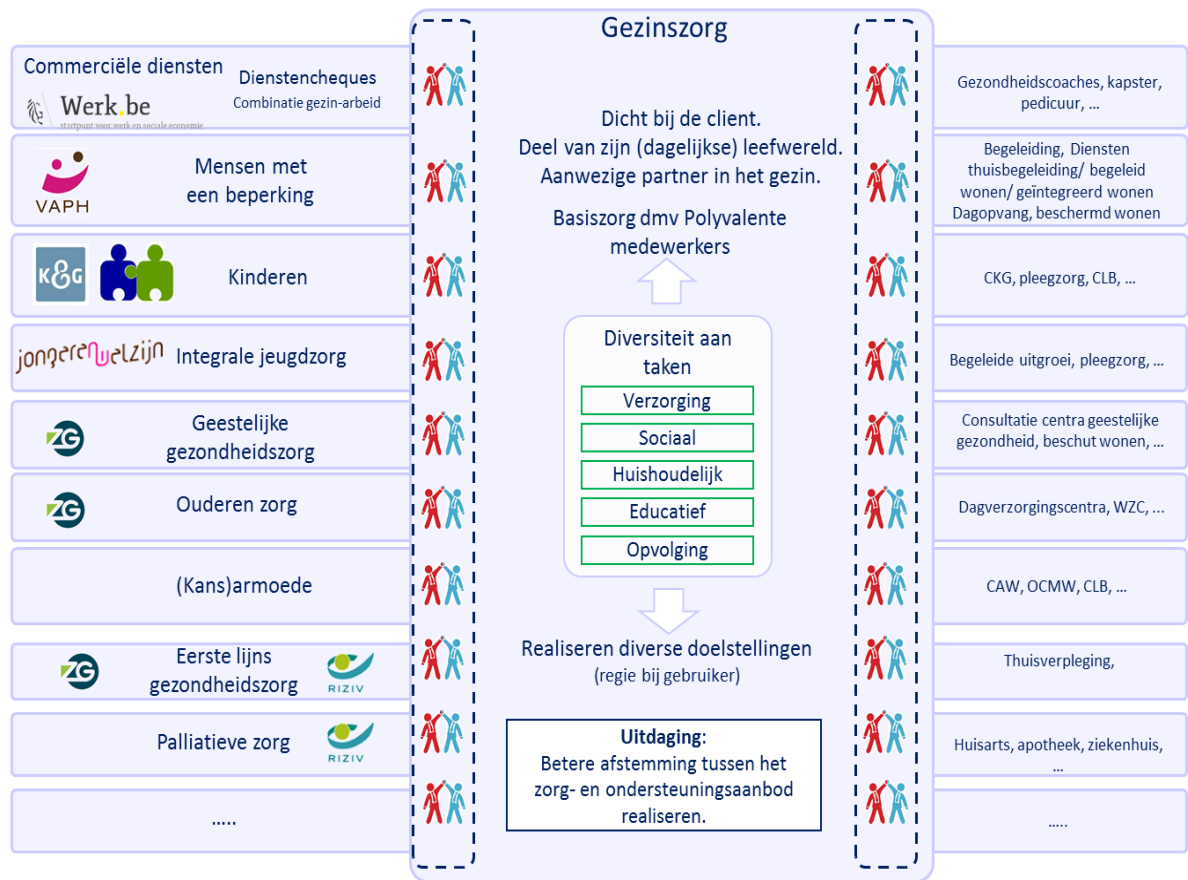 Gezinszorg
Commerciële diensten
Dienstencheques
Combinatie gezin-arbeid
Werk.be
startpunt voor werk en sociale economie
Gezondheidscoaches, kapster,
pedicuur, …
Dicht bij de client.
Deel van zijn (dagelijkse) leefwereld.
Aanwezige partner in het gezin.
Basiszorg dmv Polyvalente
medewerkers
VAPH
Mensen met
een beperking
Begeleiding, Diensten
thuisbegeleiding/ begeleid
wonen/ geïntegreerd wonen
Dagopvang, beschermd wonen
K&G
Kinderen
CKG, pleegzorg, CLB, …
jongerenwelzijn
Integrale jeugdzorg
Begeleide uitgroei, pleegzorg, …
Diversiteit aan
taken
Verzorging
Sociaal
Huishoudelijk
Educatief
Opvolging
ZG
Geestelijke
gezondheidszorg
Consultatie centra geestelijke
gezondheid, beschut wonen, …
ZG
Ouderen zorg
Dagverzorgingscentra, WZC, ...
(Kans)armoede
CAW, OCMW, CLB, …
Realiseren diverse doelstellingen
(regie bij gebruiker)
ZG
Eerste lijns
gezondheidszorg
RIZIV
Thuisverpleging,
Palliatieve zorg
RIZIV
Huisarts, apotheek, ziekenhuis,
…
Uitdaging:
Betere afstemming tussen het
zorg- en ondersteuningsaanbod
realiseren.
…..
…..